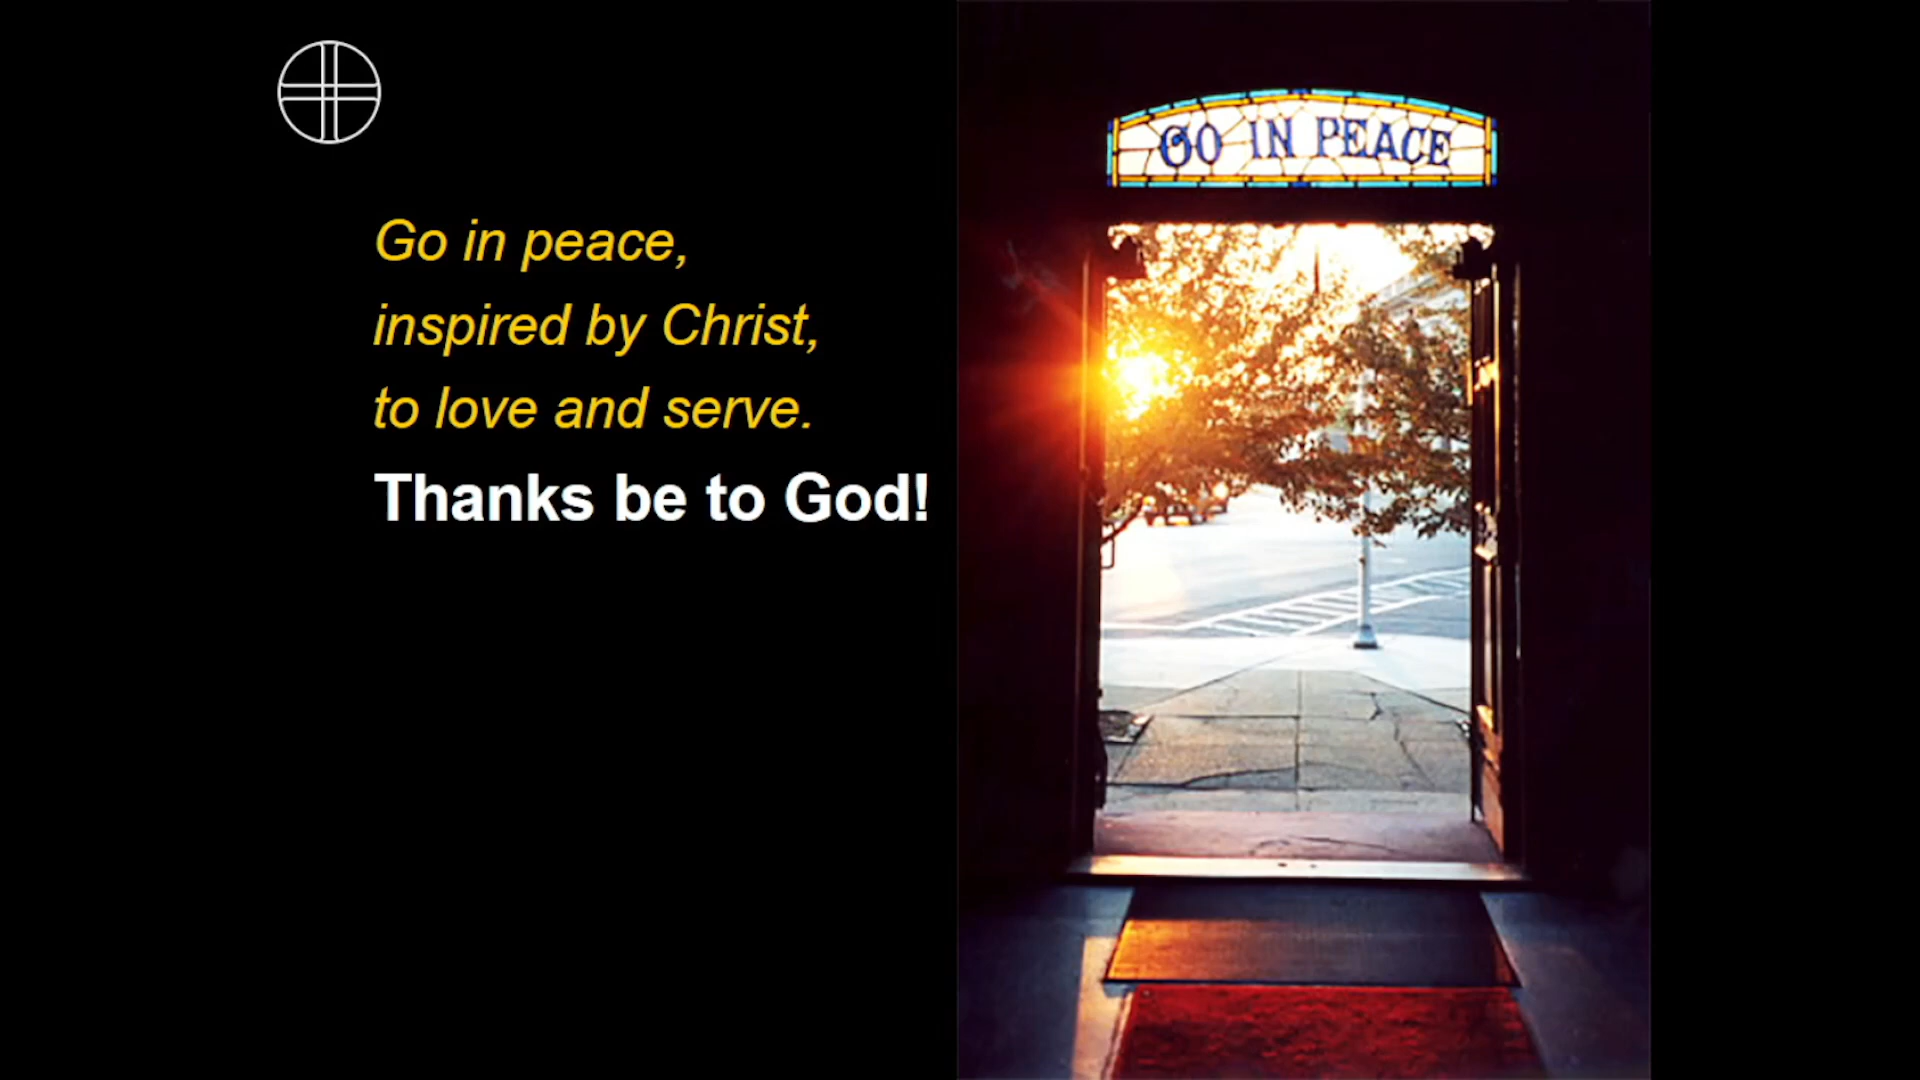 Go in peace,
inspired by Christ,
to love and serve.
Thanks be to God!
GO IN PEACE